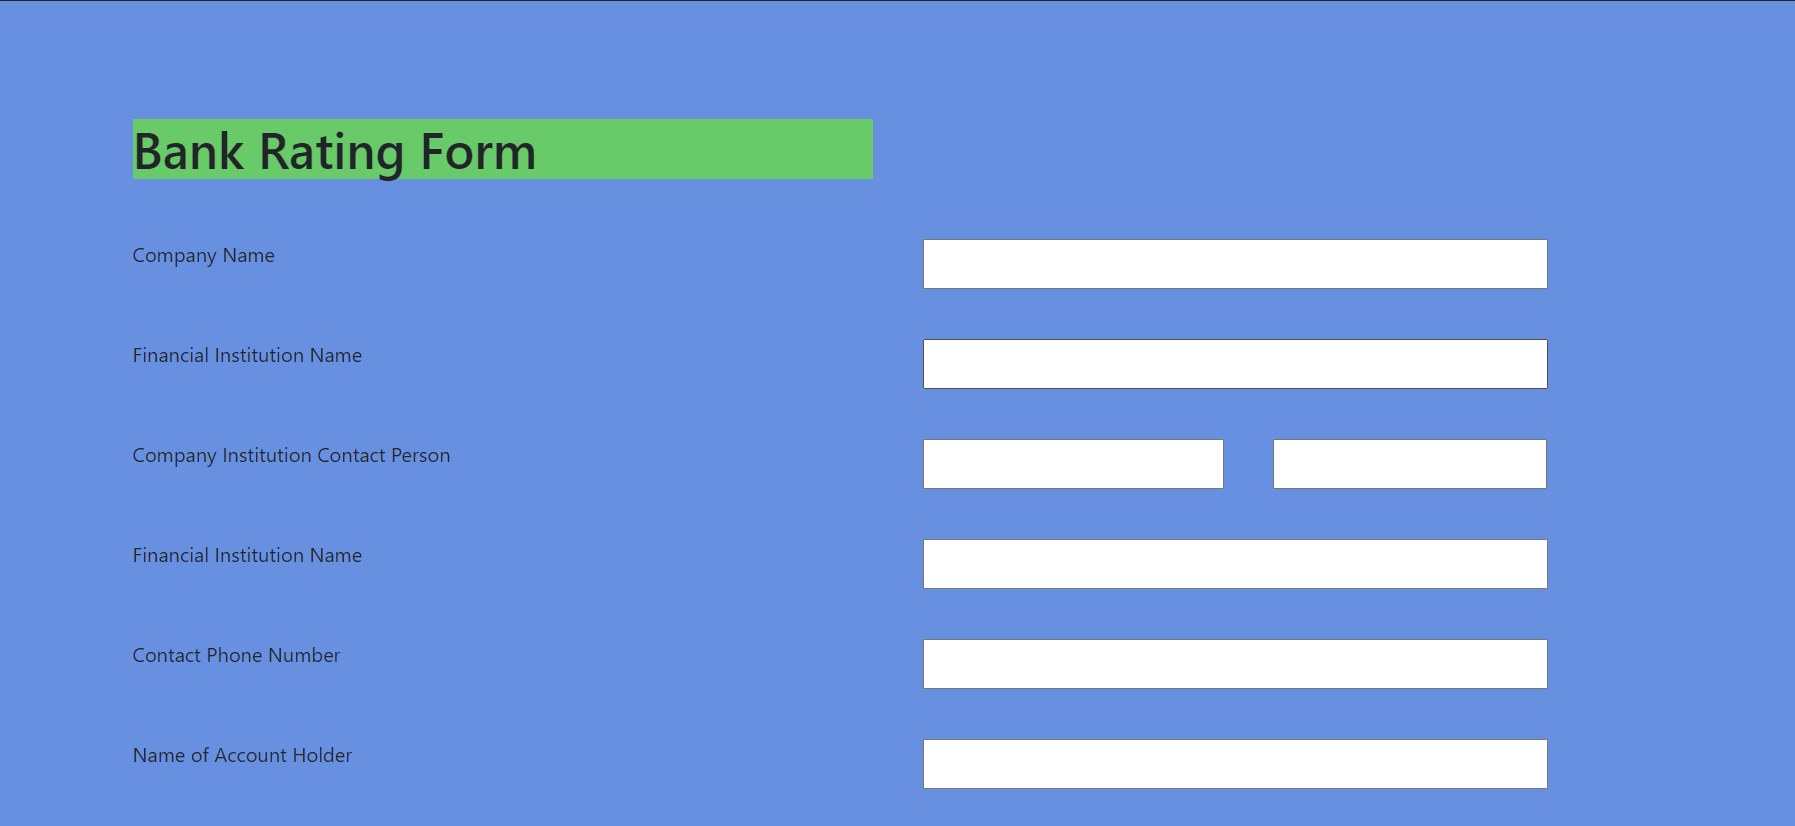 Bank Rating Form
Company Name
Financial Institution Name
Company Institution Contact Person
Financial Institution Name
Contact Phone Number
Name of Account Holder